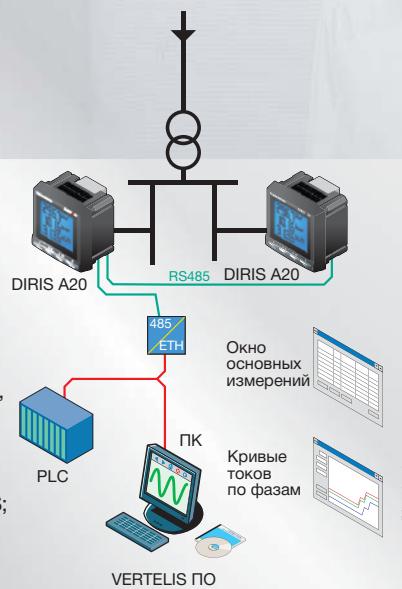 DIRIS A20
RS485
DIRIS A20
485
ETH
Окно
основных
измерений
,
PLC
ПК
Кривые
токов
по фазам
;
VERTELIS ПО